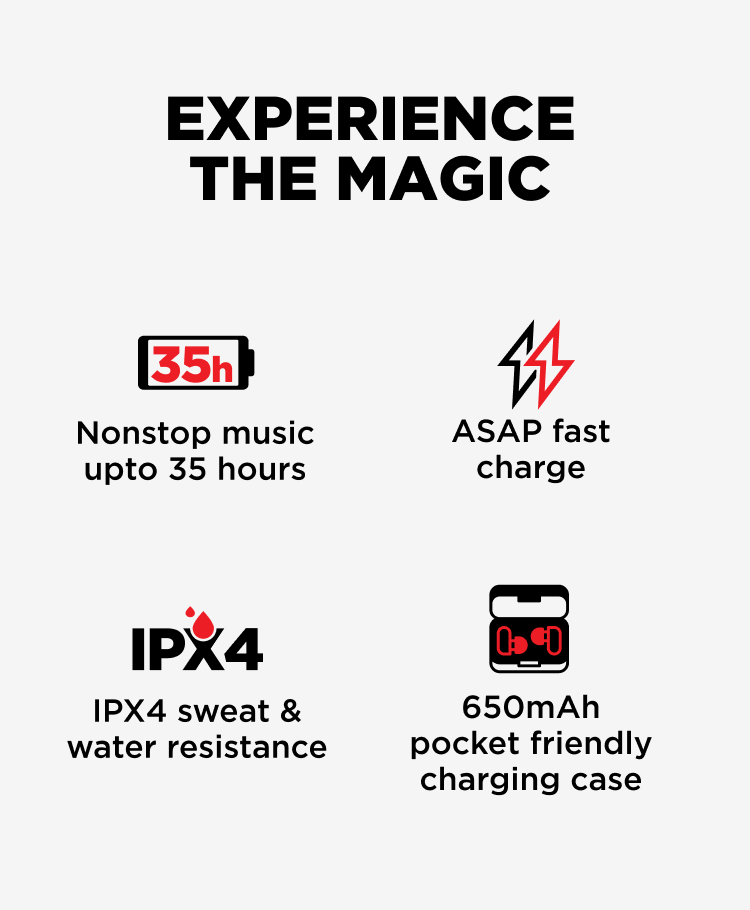 EXPERIENCE
THE MAGIC
35h
Nonstop music
upto 35 hours
ASAP fast
charge
IPX4
IPX4 sweat &
water resistance
650mAh
pocket friendly
charging case